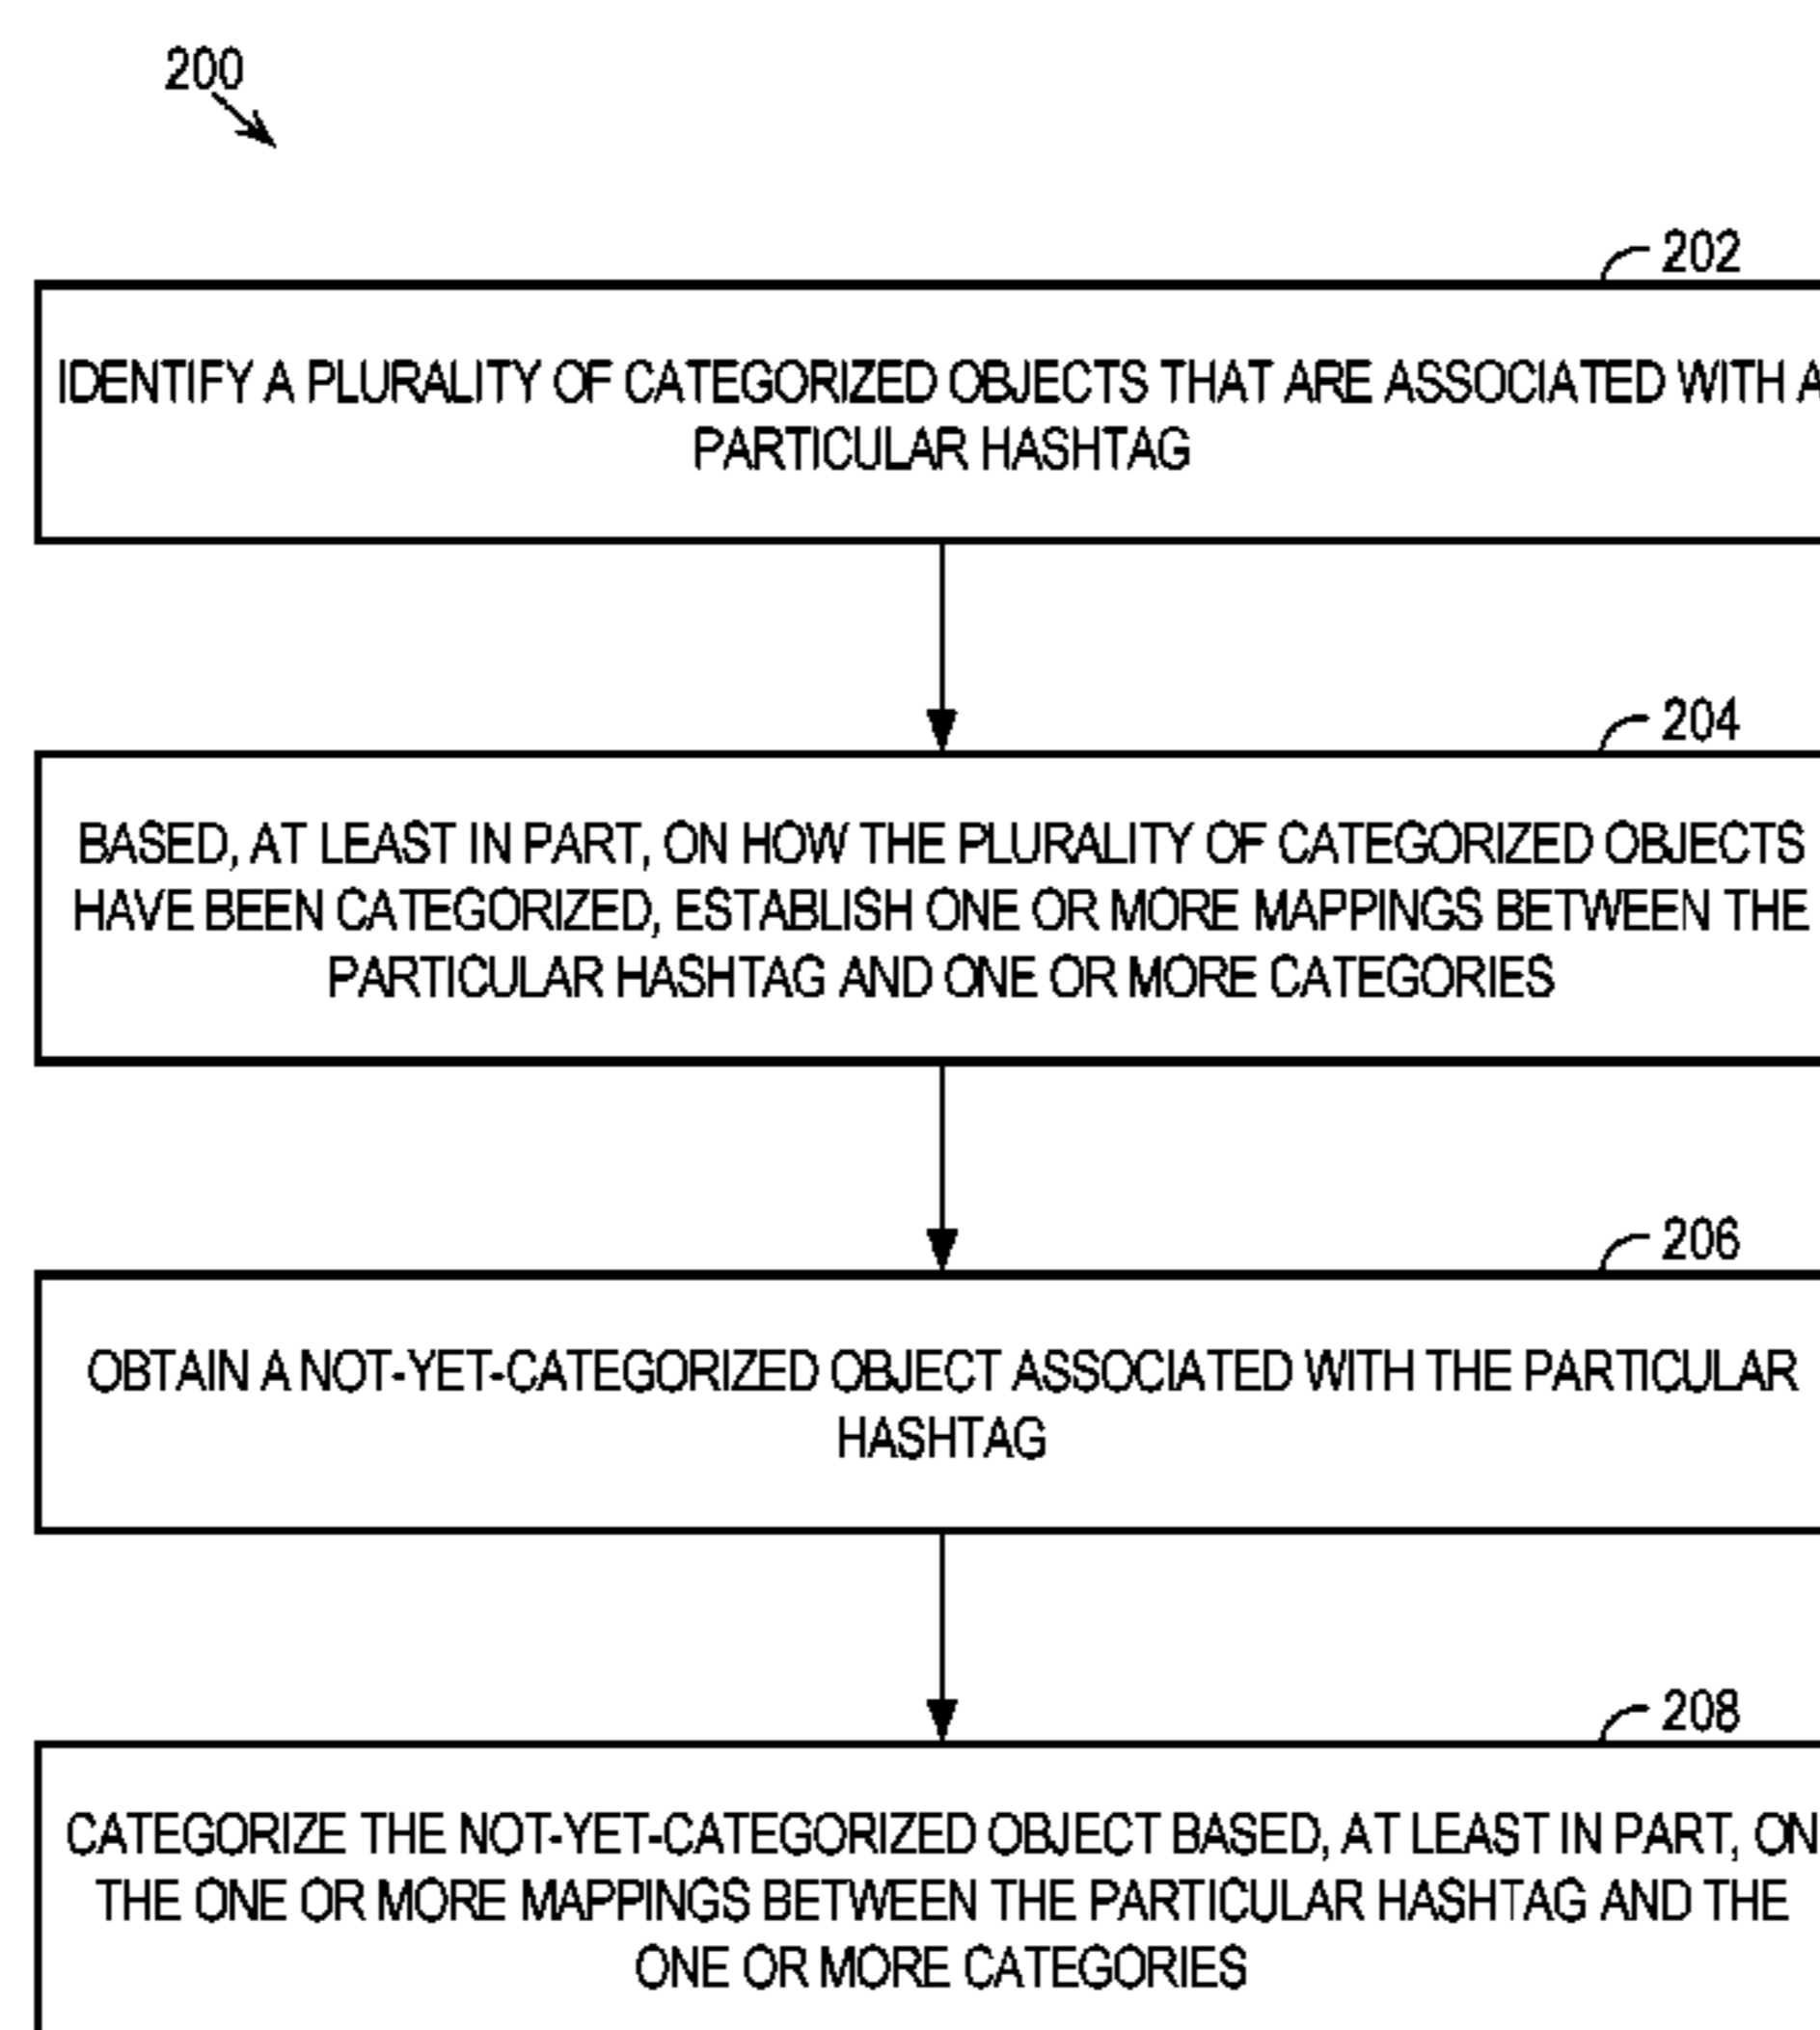 200
202
IDENTIFY A PLURALITY OF CATEGORIZED OBJECTS THAT ARE ASSOCIATED WITH A
PARTICULAR HASHTAG
204
BASED, AT LEAST IN PART, ON HOW THE PLURALITY OF CATEGORIZED OBJECTS
HAVE BEEN CATEGORIZED, ESTABLISH ONE OR MORE MAPPINGS BETWEEN THE
PARTICULAR HASHTAG AND ONE OR MORE CATEGORIES
206
OBTAIN A NOT-YET-CATEGORIZED OBJECT ASSOCIATED WITH THE PARTICULAR
HASHTAG
208
CATEGORIZE THE NOT-YET-CATEGORIZED OBJECT BASED, AT LEAST IN PART, ON
THE ONE OR MORE MAPPINGS BETWEEN THE PARTICULAR HASHTAG AND THE
ONE OR MORE CATEGORIES